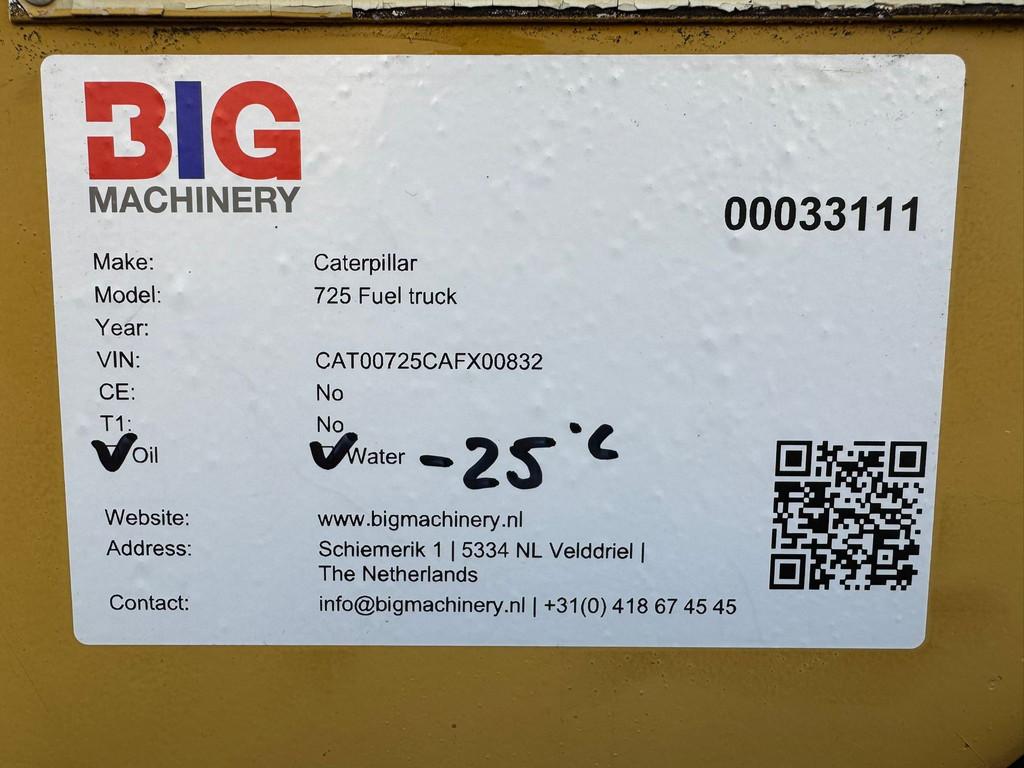 BIG
MACHINERY
00033111
Make: Caterpillar
Model: 725 Fuel truck
Year:
VIN: CAT00725CAFX00832
CE: No
T1: No
Oil Water -25°C
Website: www.bigmachinery.nl
Address: Schiemerik 1 | 5334 NL Velddriel |
The Netherlands
Contact: info@bigmachinery.nl | +31(0) 418 67 45 45